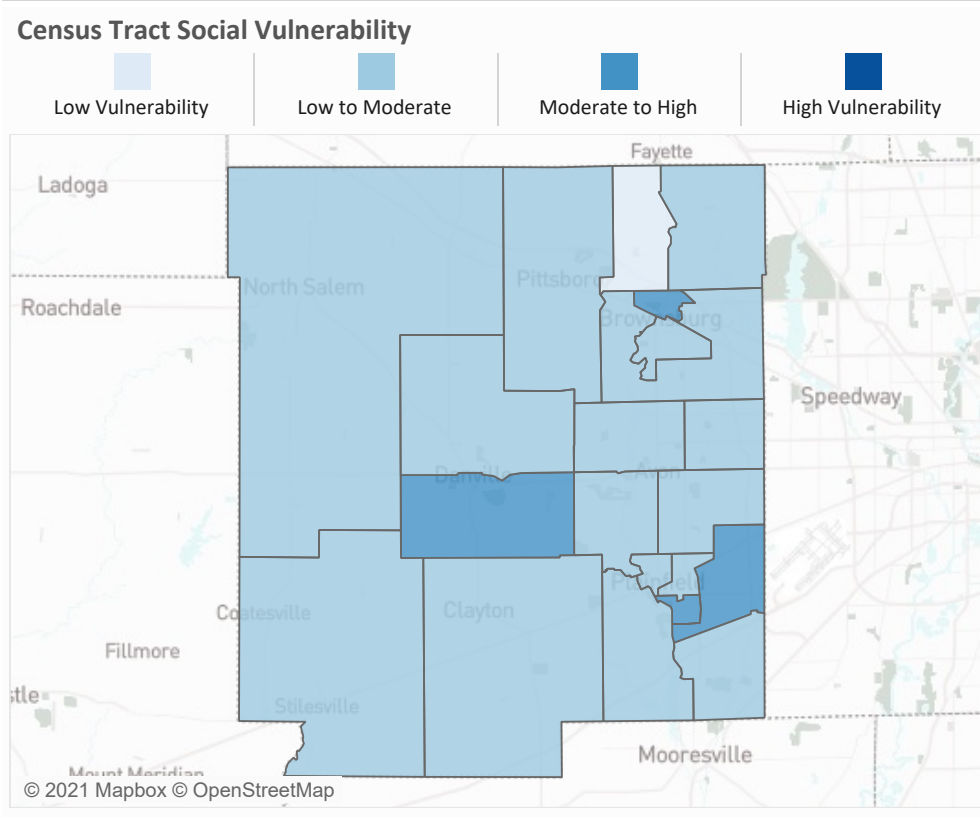 Census Tract Social Vulnerability
Low Vulnerability
Low to Moderate
Moderate to High
High Vulnerability
Fayette
Ladoga
North Salem
Pittsboro
Roachdale
Brownsburg
Speedway
Danville
Avon
Plainfield
Coatesville
Clayton
Fillmore
stle
Stilesville
Mooresville
Mount Meridian
© 2021 Mapbox © OpenStreetMap